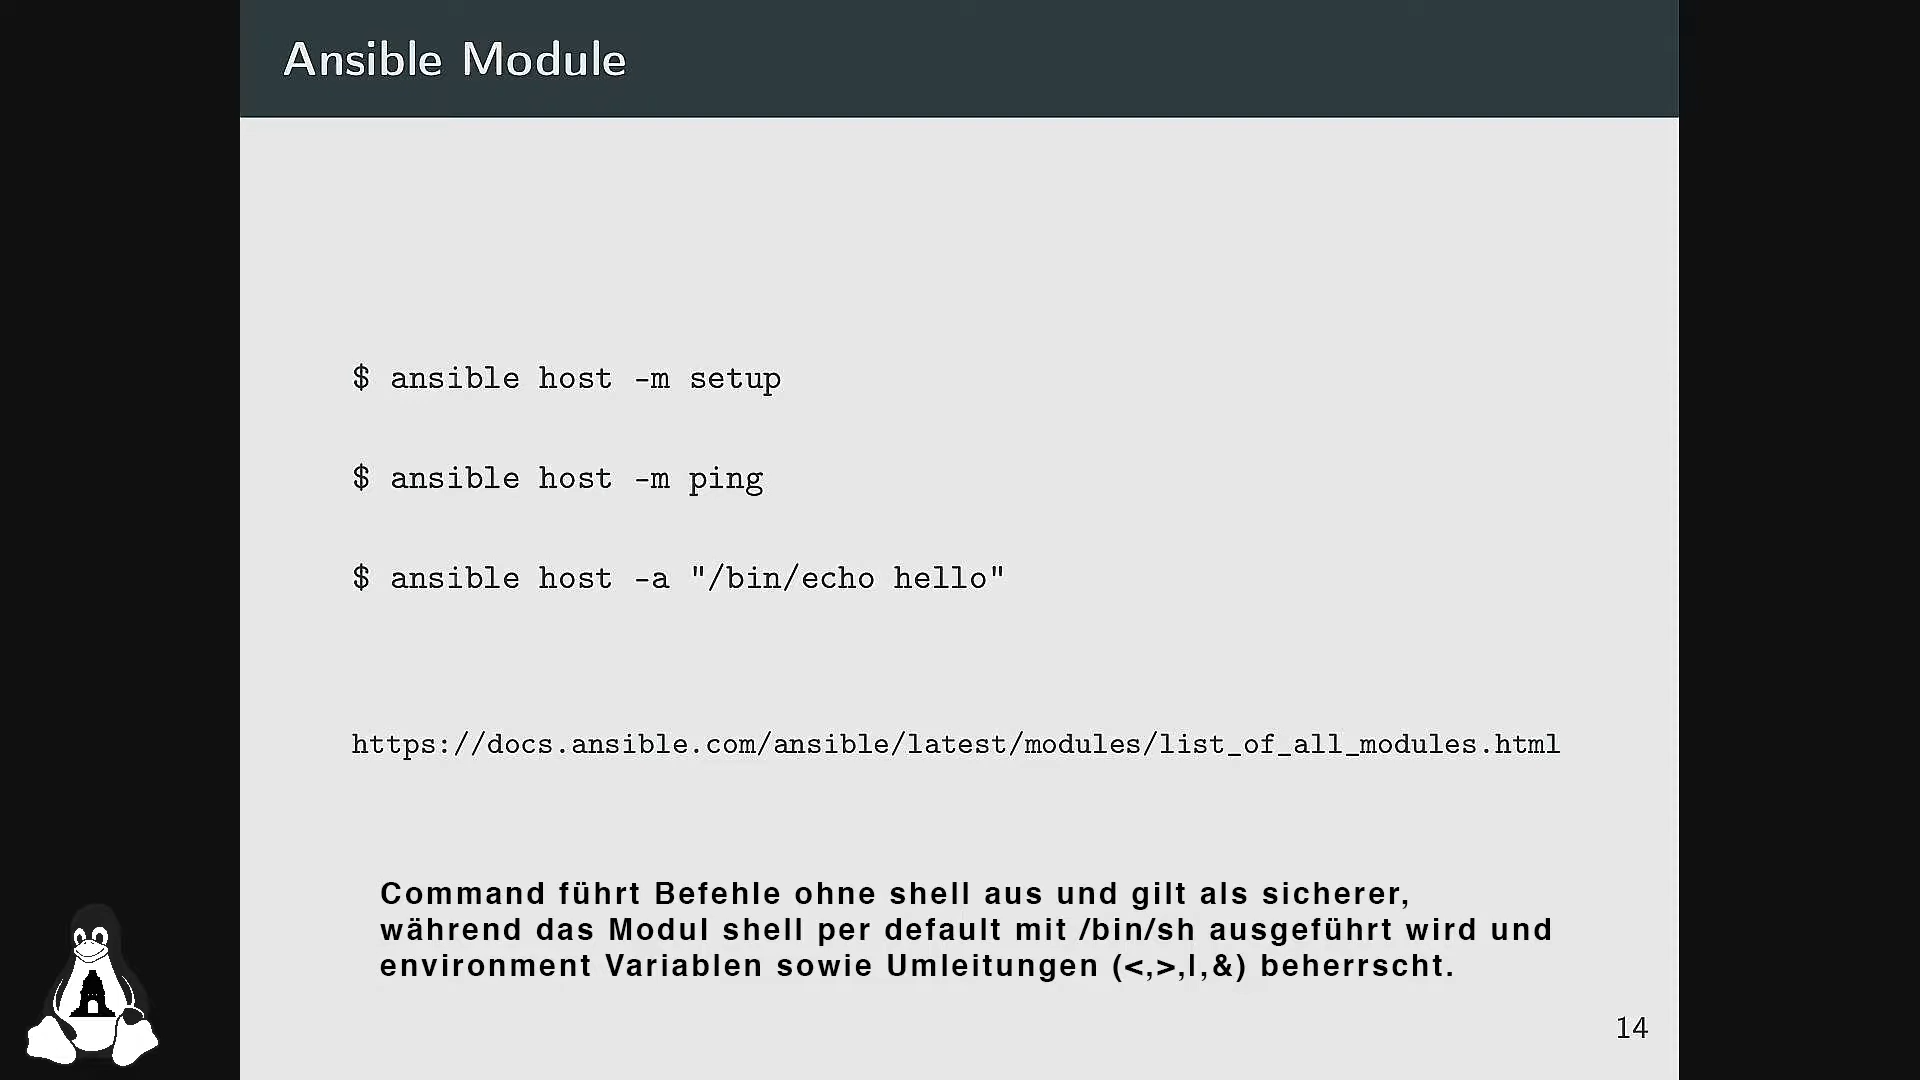 Ansible Module
$ ansible host -m setup
$ ansible host -m ping
$ ansible host -a "/bin/echo hello"
https://docs.ansible.com/ansible/latest/modules/list_of_all_modules.html
Command führt Befehle ohne shell aus und gilt als sicherer,
während das Modul shell per default mit /bin/sh ausgeführt wird und
environment Variablen sowie Umleitungen (<,>,|,&) beherrscht.
14